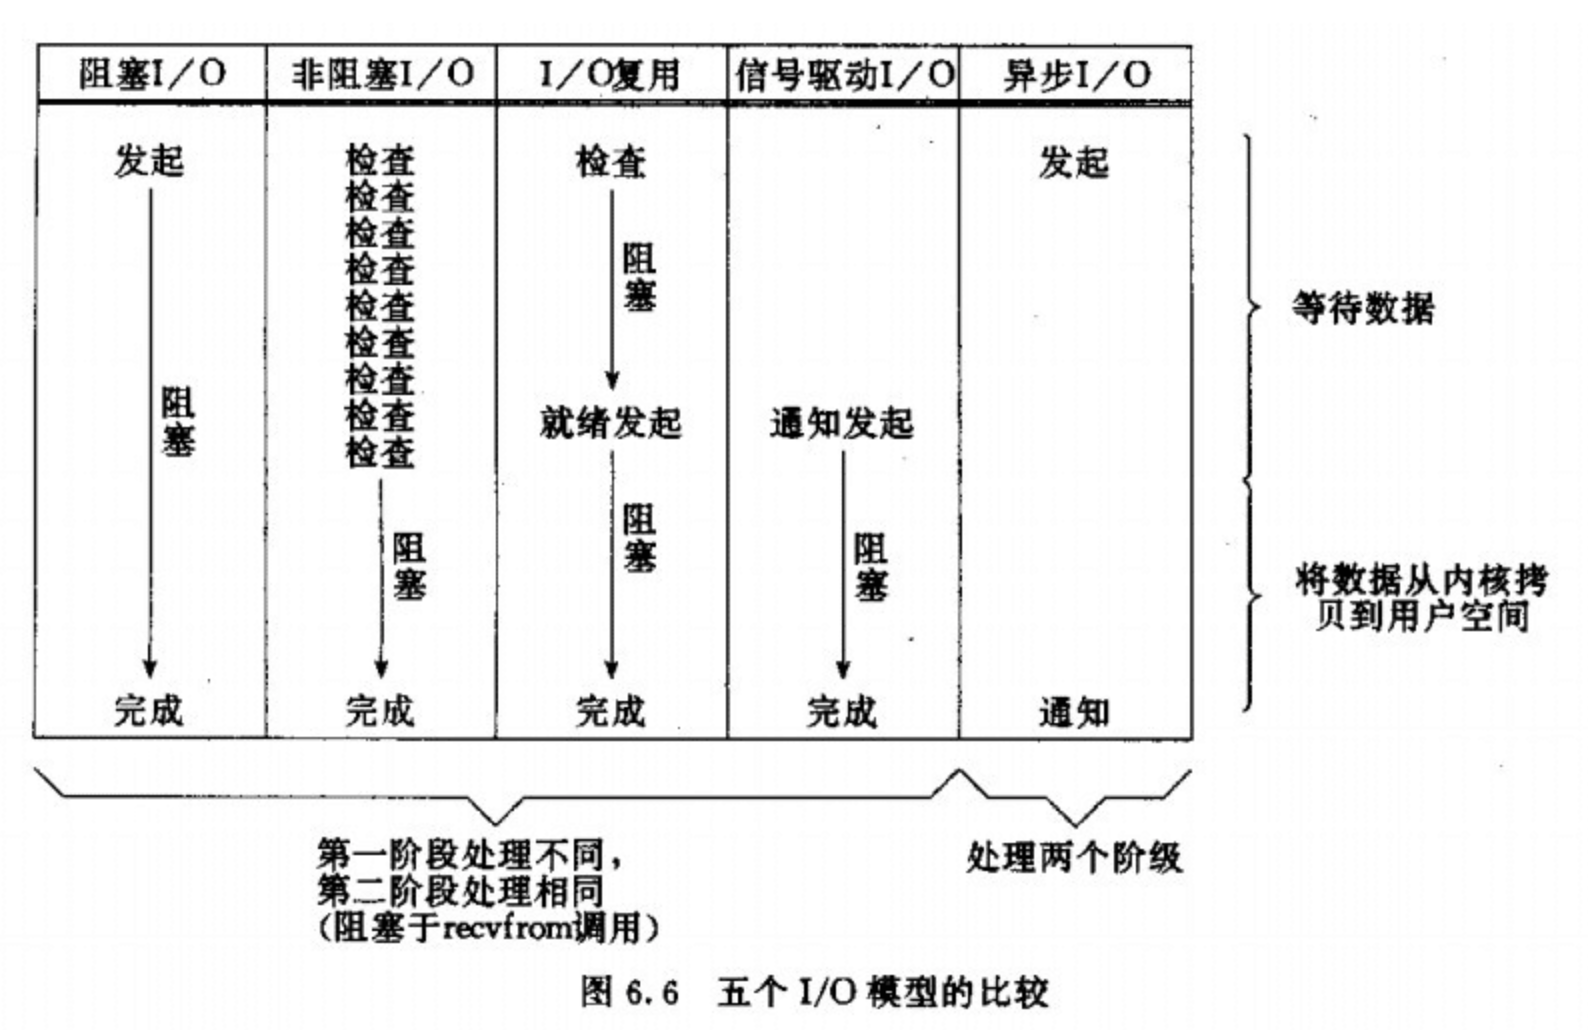 阻塞I/O 非阻塞I/O I/O复用 信号驱动I/O 异步I/O
发起 检查 检查 发起
检查
检查
检查
检查
检查
检查
检查
检查
阻塞
阻塞
就绪发起 通知发起
阻塞
阻塞
阻塞
完成 完成 完成 完成 通知
等待数据
将数据从内核拷
贝到用户空间
第一阶段处理不同，
第二阶段处理相同
(阻塞于recvfrom调用)
处理两个阶级
图 6.6 五个 I/O 模型的比较